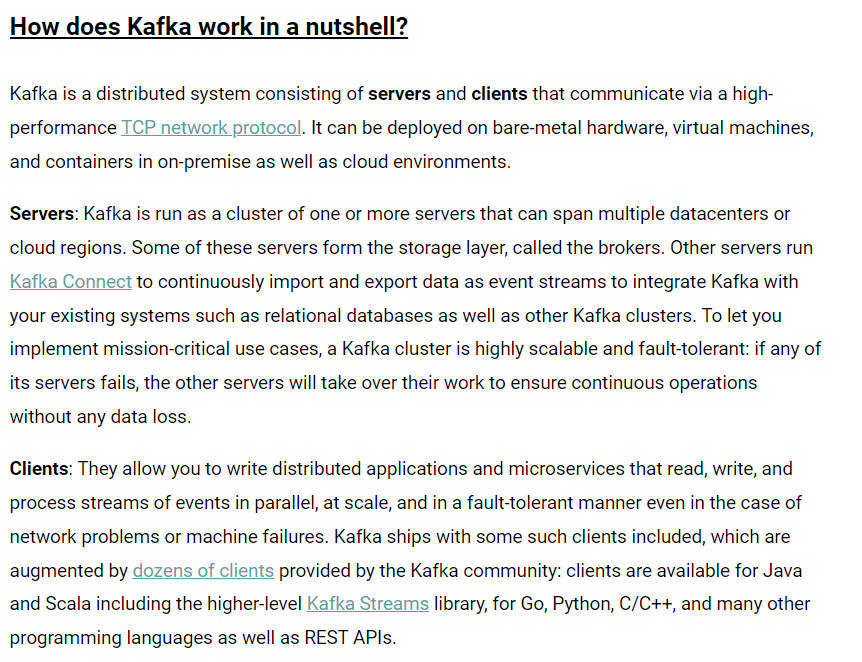 How does Kafka work in a nutshell?
Kafka is a distributed system consisting of servers and clients that communicate via a high-
performance TCP network protocol. It can be deployed on bare-metal hardware, virtual machines,
and containers in on-premise as well as cloud environments.
Servers: Kafka is run as a cluster of one or more servers that can span multiple datacenters or
cloud regions. Some of these servers form the storage layer, called the brokers. Other servers run
Kafka Connect to continuously import and export data as event streams to integrate Kafka with
your existing systems such as relational databases as well as other Kafka clusters. To let you
implement mission-critical use cases, a Kafka cluster is highly scalable and fault-tolerant: if any of
its servers fails, the other servers will take over their work to ensure continuous operations
without any data loss.
Clients: They allow you to write distributed applications and microservices that read, write, and
process streams of events in parallel, at scale, and in a fault-tolerant manner even in the case of
network problems or machine failures. Kafka ships with some such clients included, which are
augmented by dozens of clients provided by the Kafka community: clients are available for Java
and Scala including the higher-level Kafka Streams library, for Go, Python, C/C++, and many other
programming languages as well as REST APIs.